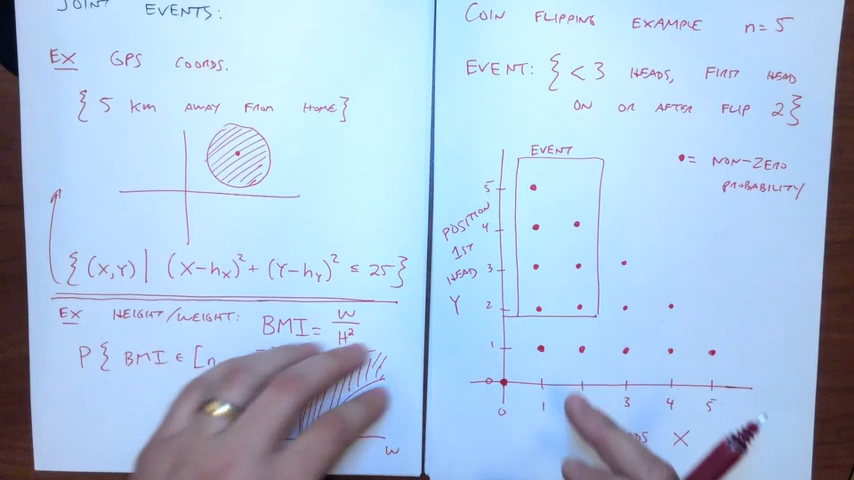 JOINT EVENTS:
EX GPS COORDS.
{ 5 KM AWAY FROM HOME }
{ (X,Y) | (X-hx)² + (Y-hy)² ≤ 25 }
EX HEIGHT/WEIGHT: BMI = W/H²
P{ BMI ∈ [n
W
COIN FLIPPING EXAMPLE n=5
EVENT: { < 3 HEADS, FIRST HEAD
ON OR AFTER FLIP 2 }
EVENT
• = NON-ZERO
PROBABILITY
POSITION
1ST
HEAD
Y
5
4
3
2
1
0
0 1 3 4 5
X